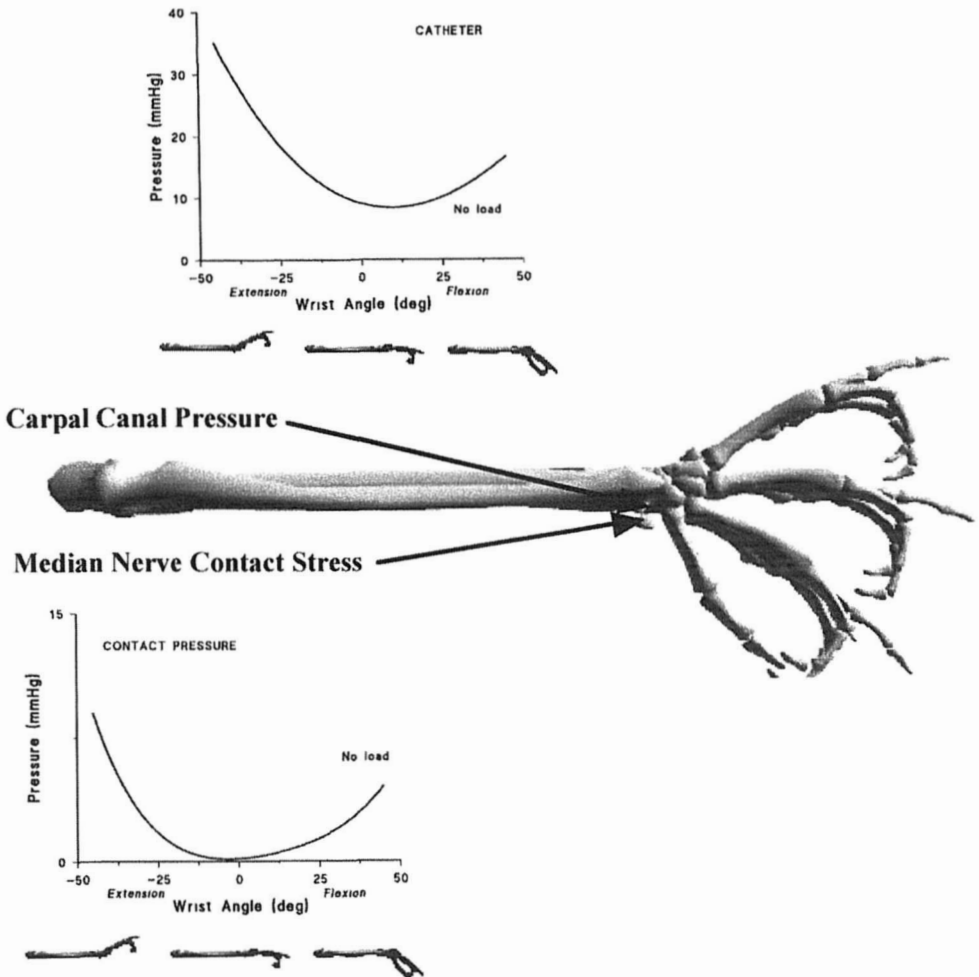 CATHETER
Pressure (mmHg)
40
30
20
10
0
No load
-50 -25 0 25 50
Extension Flexion
Wrist Angle (deg)
Carpal Canal Pressure
Median Nerve Contact Stress
CONTACT PRESSURE
Pressure (mmHg)
15
0
No load
-50 -25 0 25 50
Extension Flexion
Wrist Angle (deg)